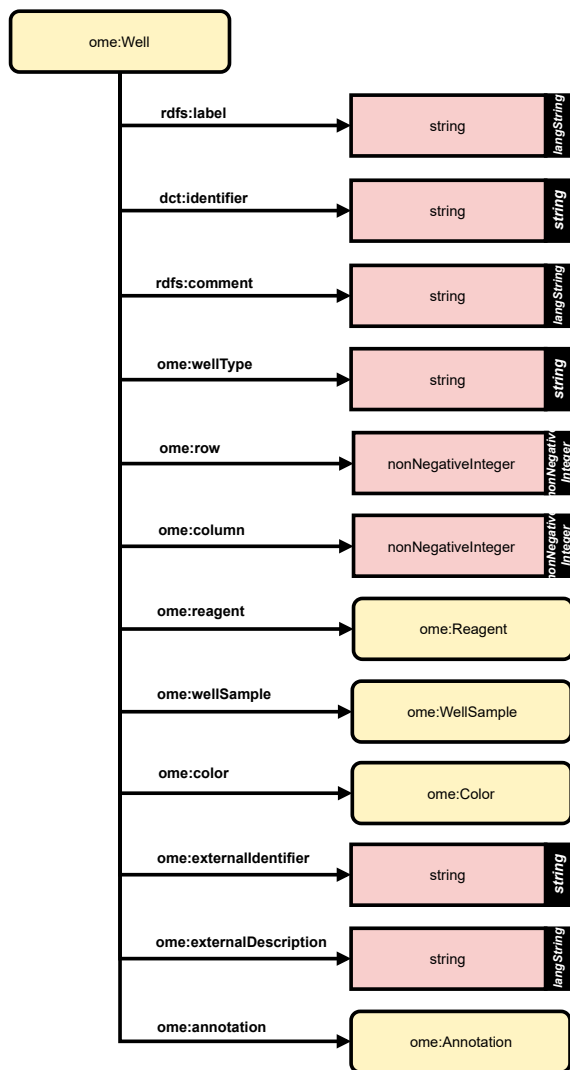 ome:Well
rdfs:label
string
langString
dct:identifier
string
string
rdfs:comment
string
langString
ome:wellType
string
string
ome:row
nonNegativeInteger
nonNegative
Integer
ome:column
nonNegativeInteger
nonNegative
Integer
ome:reagent
ome:Reagent
ome:wellSample
ome:WellSample
ome:color
ome:Color
ome:externalIdentifier
string
string
ome:externalDescription
string
langString
ome:annotation
ome:Annotation